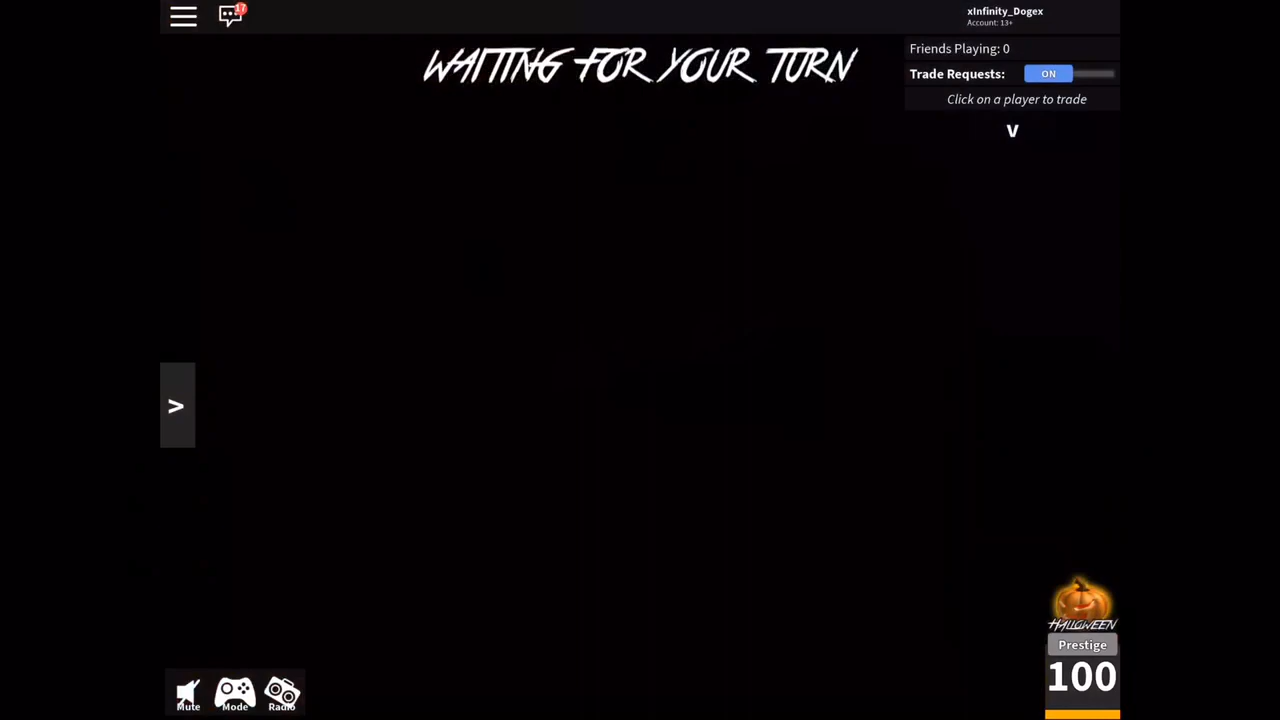 17
xInfinity_Dogex
Account: 13+
WAITING FOR YOUR TURN
Friends Playing: 0
Trade Requests: ON
Click on a player to trade
V
>
HALLOWEEN
Prestige
100
Mute Mode Radio